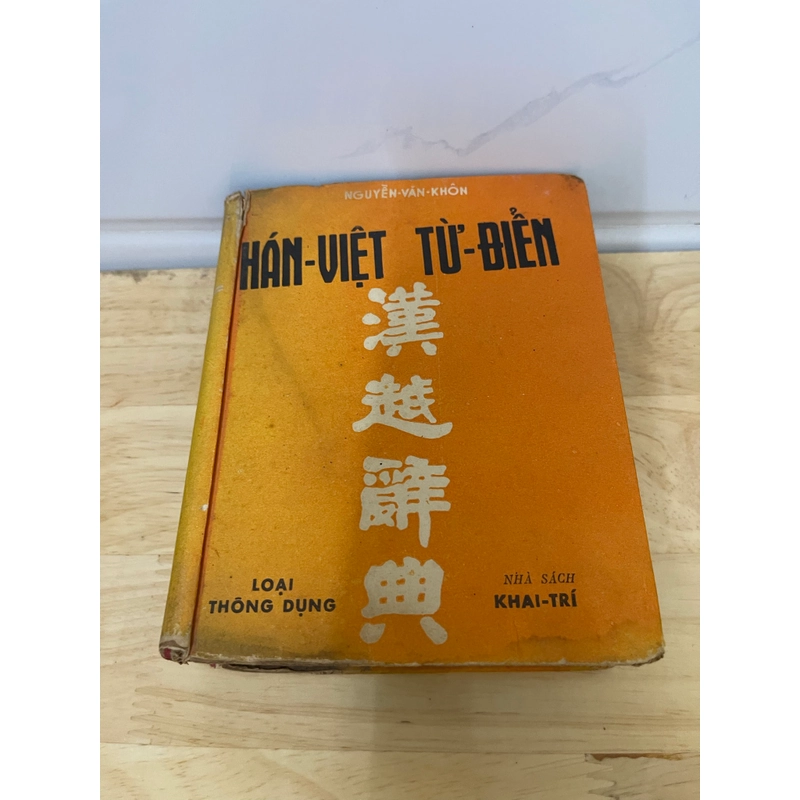 NGUYỄN-VĂN-KHÔN
HÁN-VIỆT TỪ-ĐIỂN
漢
越
辭
典
LOẠI
THÔNG DỤNG
NHÀ SÁCH
KHAI-TRÍ